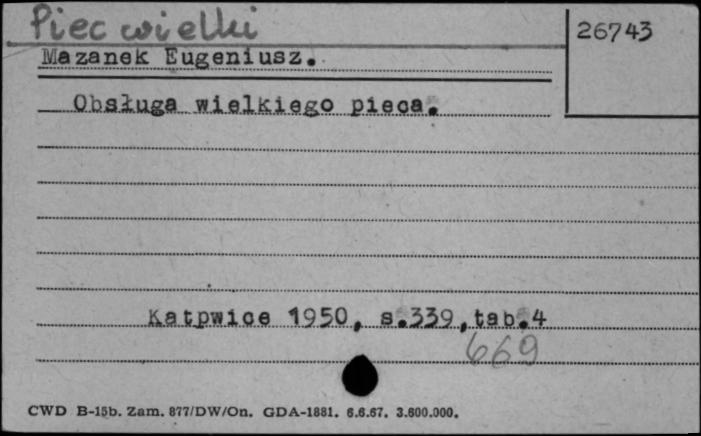 Piec wielki
26743
Mazanek Eugeniusz.
Obsługa wielkiego pieca.
Katpwice 1950, s.339,tab.4
669
CWD B-15b. Zam. 877/DW/On. GDA-1881. 6.6.67. 3.600.000.